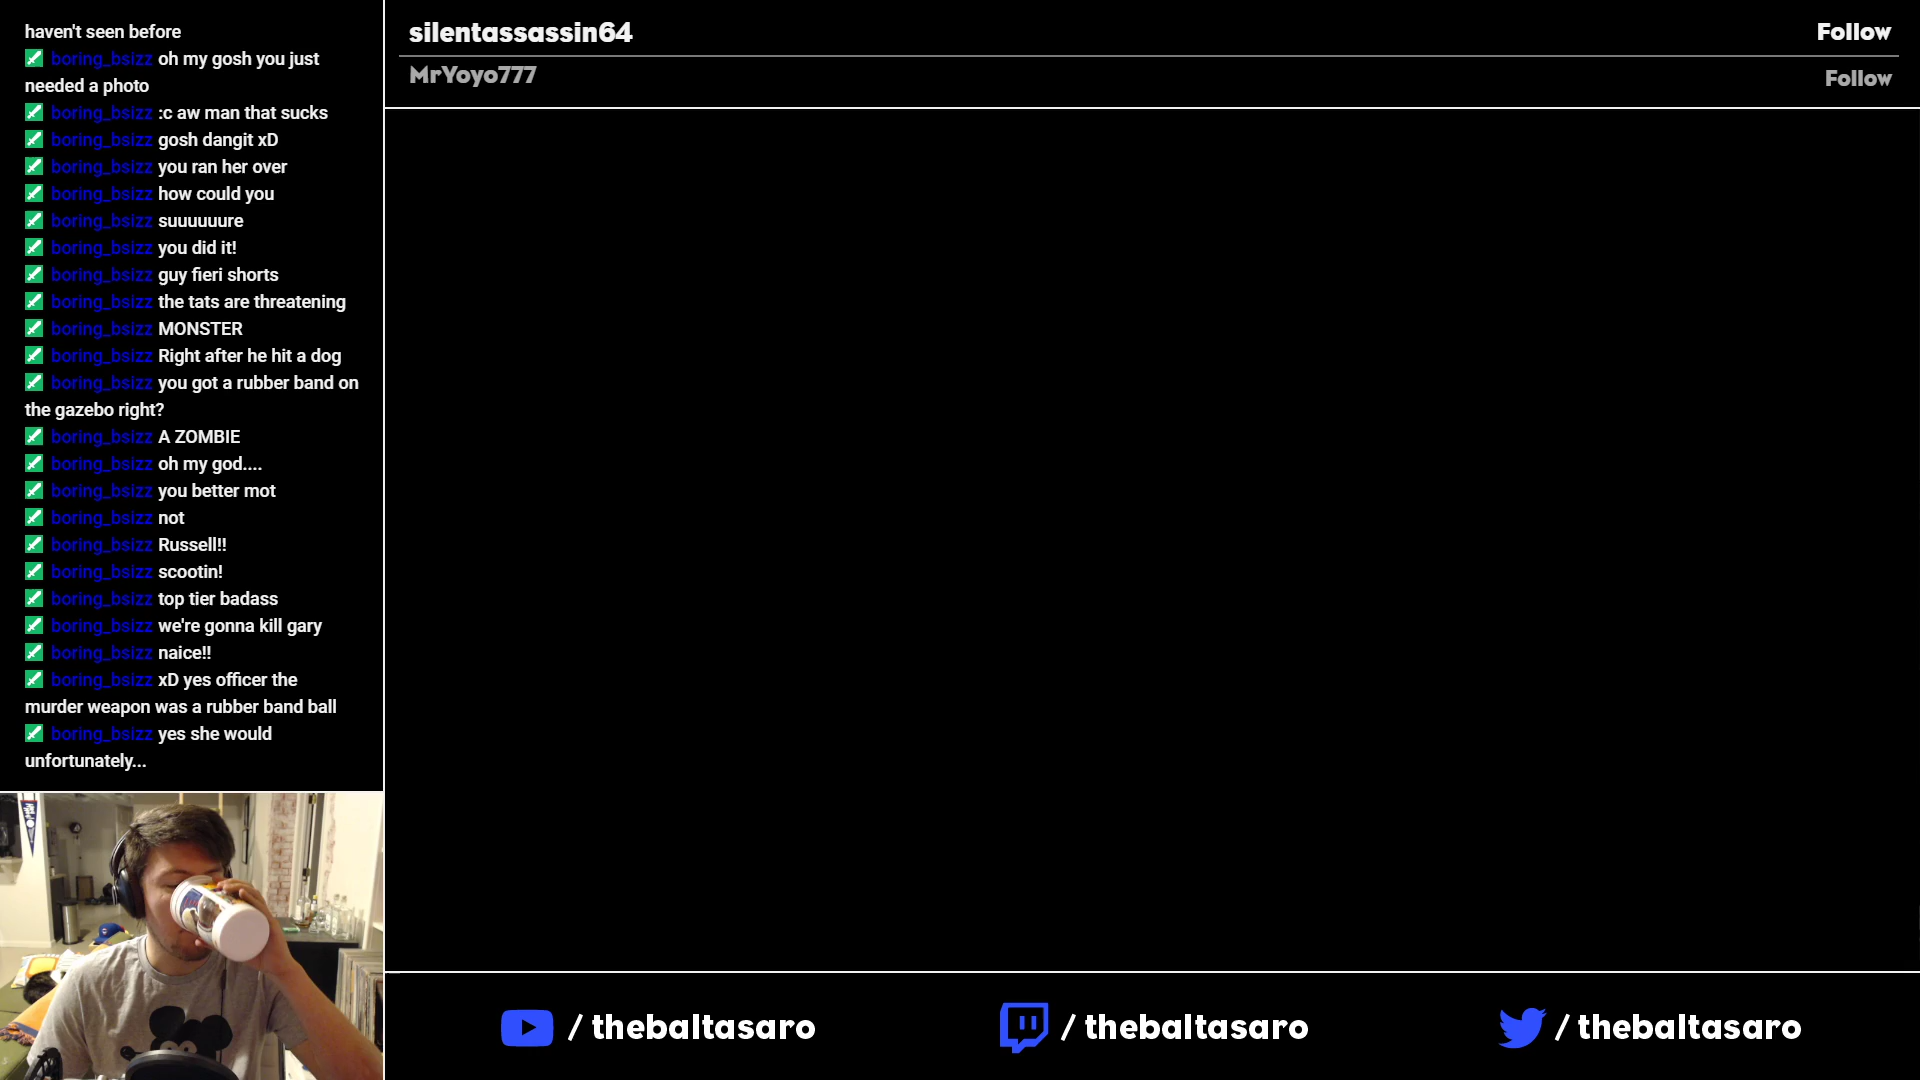 haven't seen before
boring_bsizz oh my gosh you just
needed a photo
boring_bsizz :c aw man that sucks
boring_bsizz gosh dangit xD
boring_bsizz you ran her over
boring_bsizz how could you
boring_bsizz suuuuuure
boring_bsizz you did it!
boring_bsizz guy fieri shorts
boring_bsizz the tats are threatening
boring_bsizz MONSTER
boring_bsizz Right after he hit a dog
boring_bsizz you got a rubber band on
the gazebo right?
boring_bsizz A ZOMBIE
boring_bsizz oh my god....
boring_bsizz you better mot
boring_bsizz not
boring_bsizz Russell!!
boring_bsizz scootin!
boring_bsizz top tier badass
boring_bsizz we're gonna kill gary
boring_bsizz naice!!
boring_bsizz xD yes officer the
murder weapon was a rubber band ball
boring_bsizz yes she would
unfortunately...
silentassassin64 Follow
MrYoyo777 Follow
/ thebaltasaro / thebaltasaro / thebaltasaro